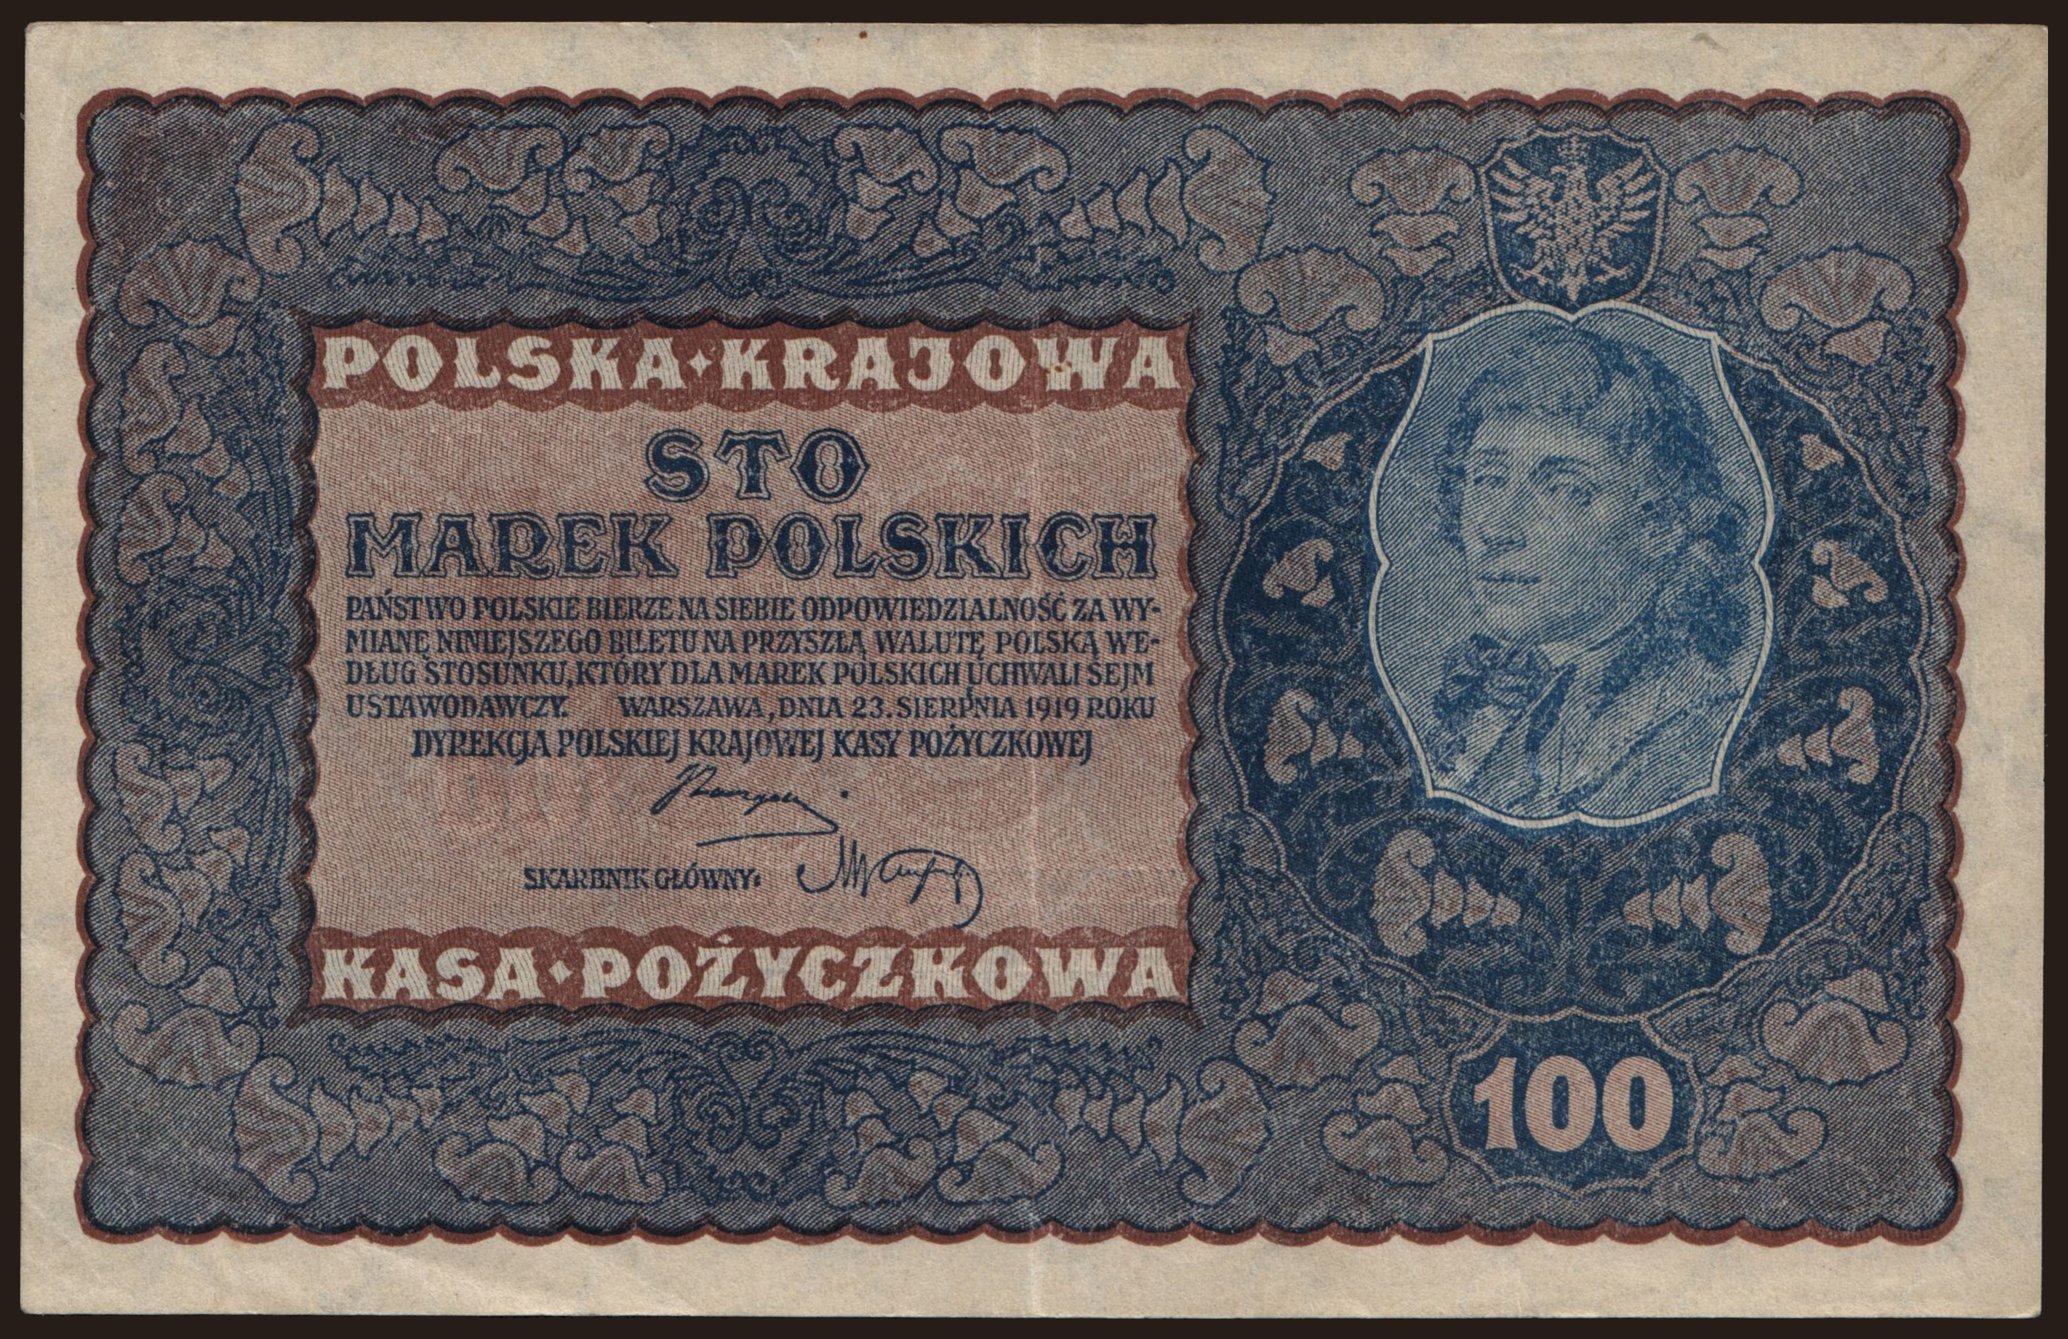 POLSKA · KRAJOWA
STO
MAREK POLSKICH
PAŃSTWO POLSKIE BIERZE NA SIEBIE ODPOWIEDZIALNOŚĆ ZA WY-
MIANĘ NINIEJSZEGO BILETU NA PRZYSZŁĄ WALUTĘ POLSKĄ WE-
DŁUG STOSUNKU, KTÓRY DLA MAREK POLSKICH UCHWALI SEJM
USTAWODAWCZY. WARSZAWA, DNIA 23. SIERPNIA 1919 ROKU
DYREKCJA POLSKIEJ KRAJOWEJ KASY POŻYCZKOWEJ
SKARBNIK GŁÓWNY:
KASA · POŻYCZKOWA
100